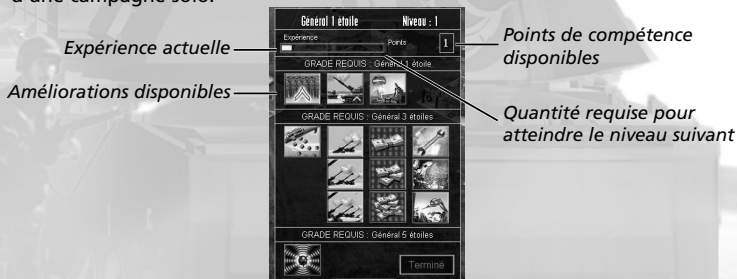 d'une campagne solo.
Général 1 étoile Niveau : 1
Expérience Points 1
Expérience actuelle
Points de compétence
disponibles
GRADE REQUIS : Général 1 étoile
Améliorations disponibles
Quantité requise pour
atteindre le niveau suivant
GRADE REQUIS : Général 3 étoiles
GRADE REQUIS : Général 5 étoiles
Terminé